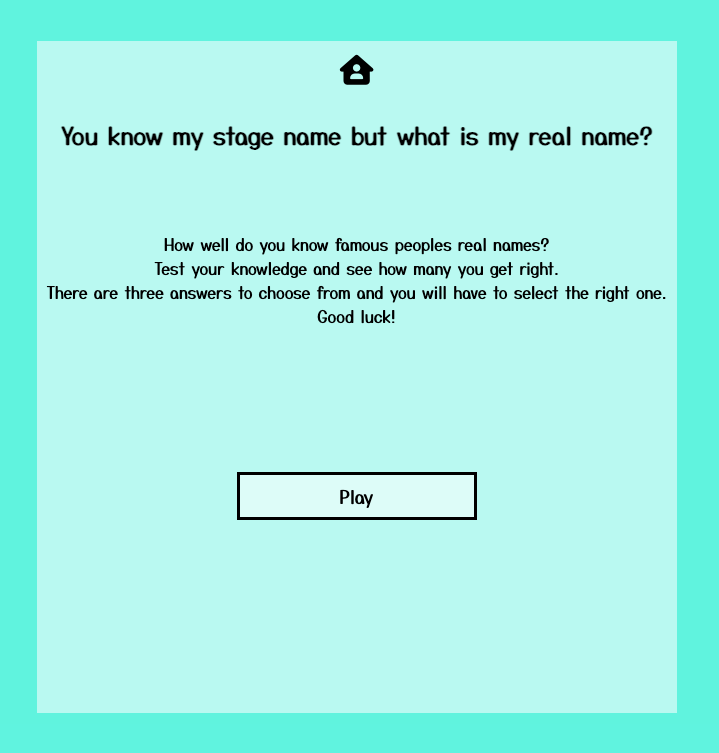 You know my stage name but what is my real name?
How well do you know famous peoples real names?
Test your knowledge and see how many you get right.
There are three answers to choose from and you will have to select the right one.
Good luck!
Play